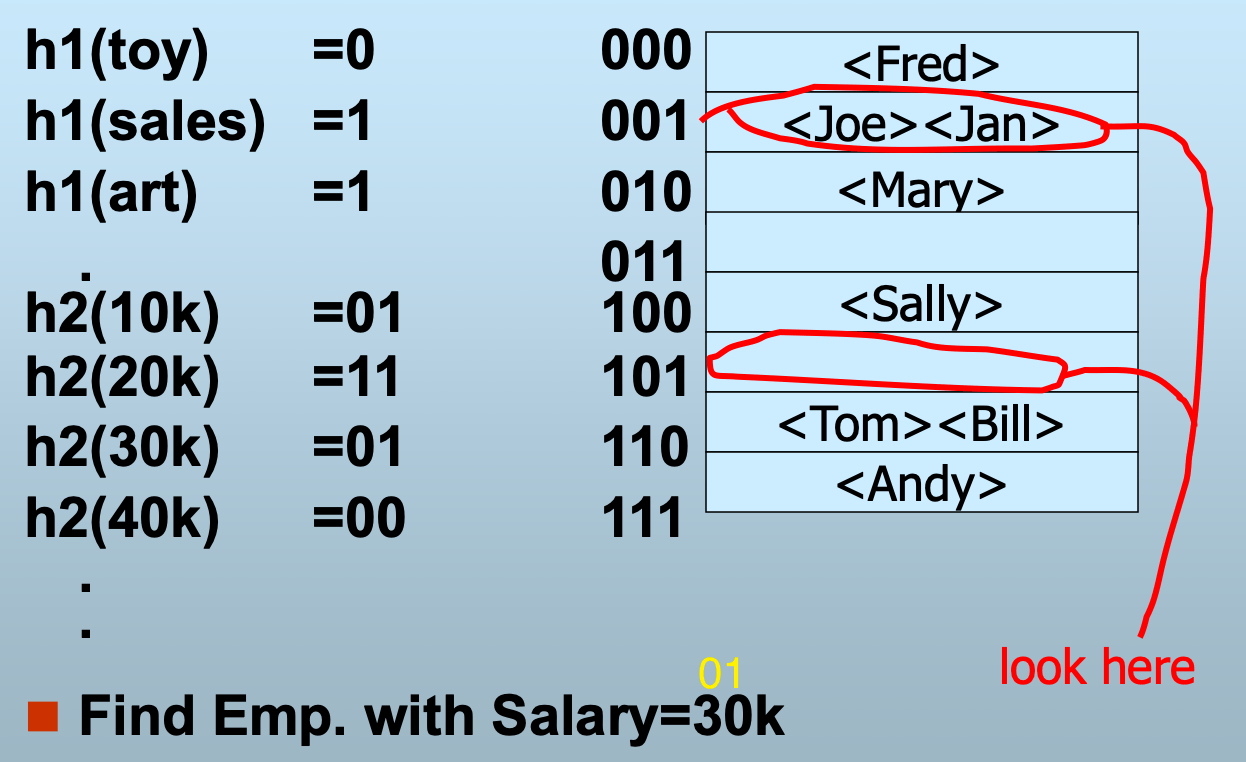 h1(toy) =0 000 <Fred>
h1(sales) =1 001 <Joe><Jan>
h1(art) =1 010 <Mary>
. 011
h2(10k) =01 100 <Sally>
h2(20k) =11 101
h2(30k) =01 110 <Tom><Bill>
h2(40k) =00 111 <Andy>
.
.
look here
01
Find Emp. with Salary=30k